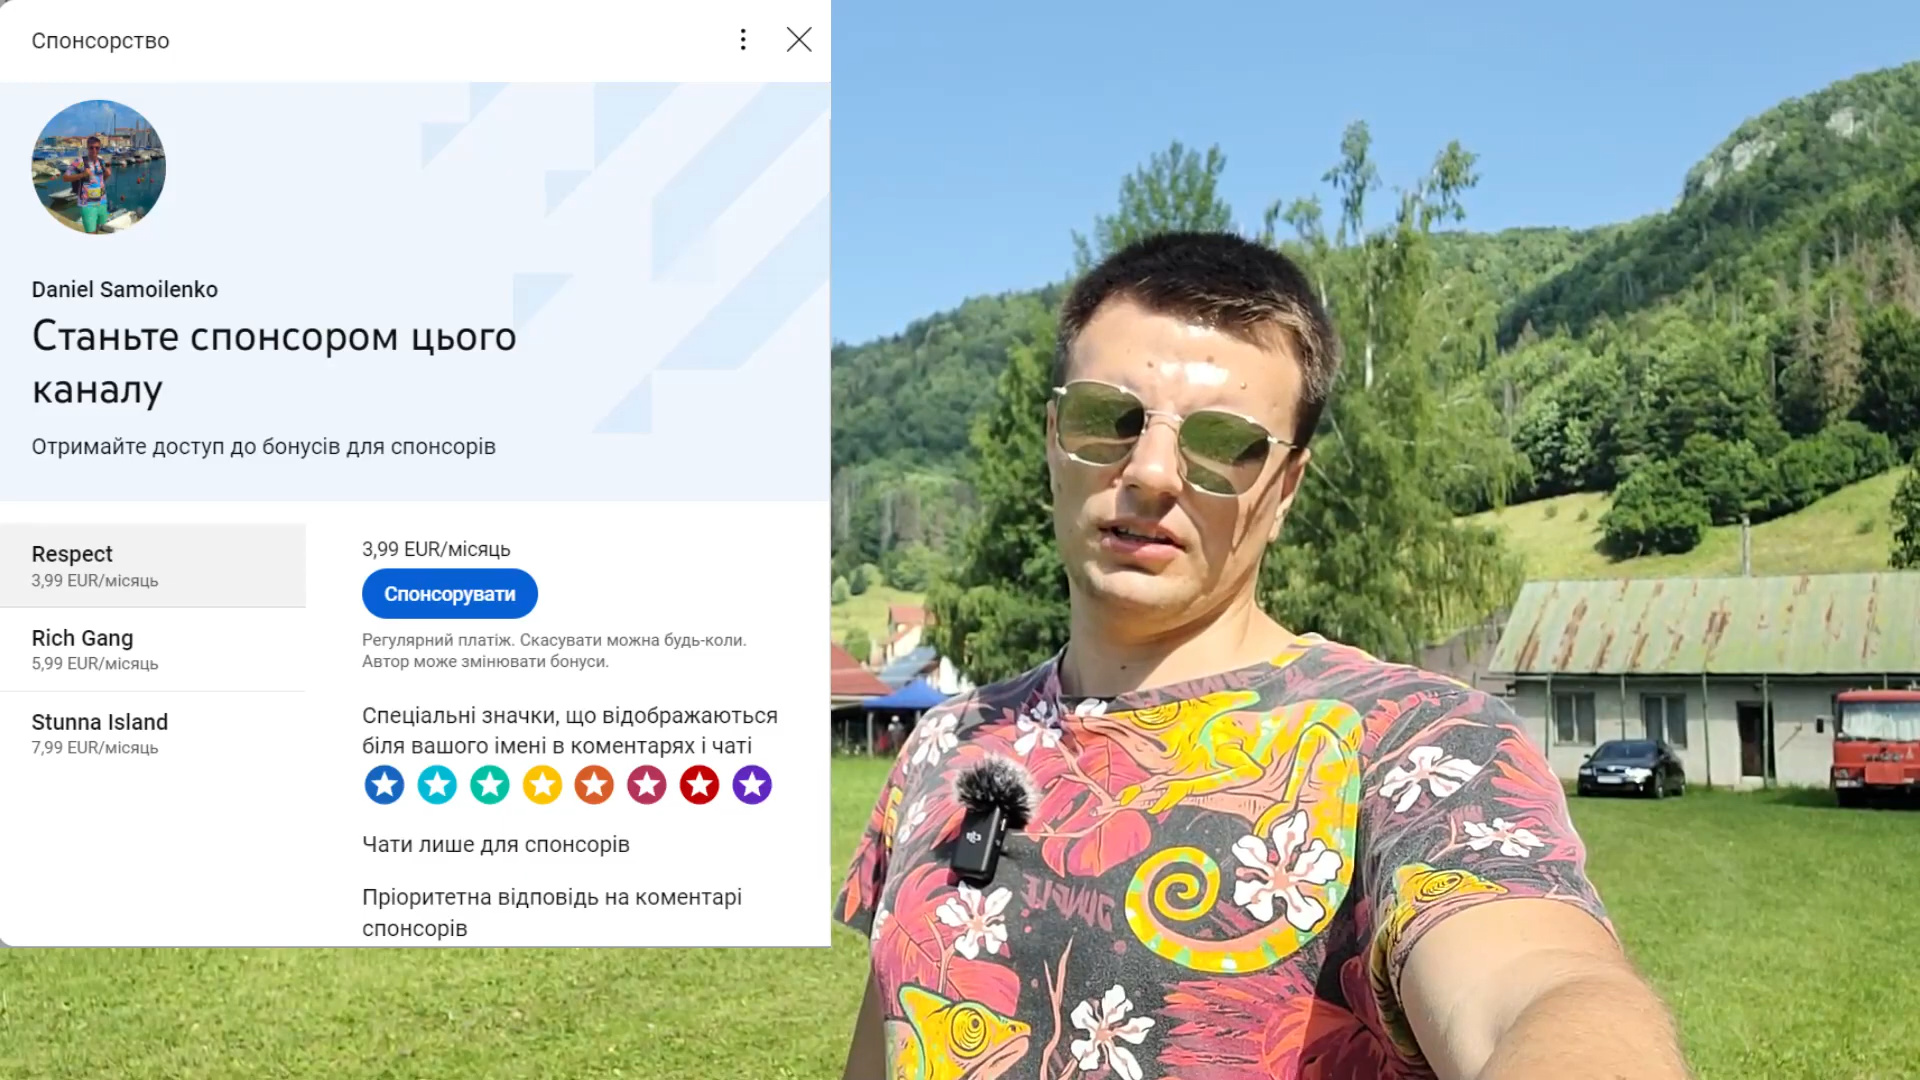 Спонсорство
Daniel Samoilenko
Станьте спонсором цього
каналу
Отримайте доступ до бонусів для спонсорів
Respect
3,99 EUR/місяць
Rich Gang
5,99 EUR/місяць
Stunna Island
7,99 EUR/місяць
3,99 EUR/місяць
Спонсорувати
Регулярний платіж. Скасувати можна будь-коли.
Автор може змінювати бонуси.
Спеціальні значки, що відображаються
біля вашого імені в коментарях і чаті
Чати лише для спонсорів
Пріоритетна відповідь на коментарі
спонсорів
JUNGLE